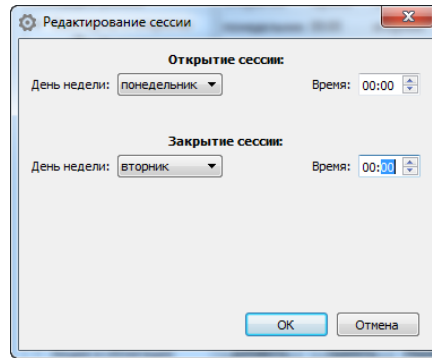 Редактирование сессии
Открытие сессии:
День недели: понедельник Время: 00:00
Закрытие сессии:
День недели: вторник Время: 00:00
OK Отмена